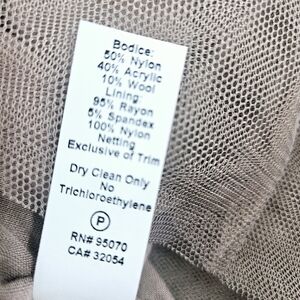 Bodice:
50% Nylon
40% Acrylic
10% Wool
Lining:
95% Rayon
5% Spandex
100% Nylon
Netting
Exclusive of Trim
Dry Clean Only
No
Trichloroethylene
P
RN# 95070
CA# 32054